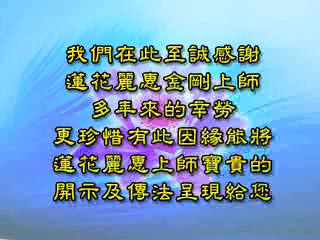 我們在此至誠感謝
蓮花麗惠金剛上師
多年來的辛勞
更珍惜有此因緣能將
蓮花麗惠上師寶貴的
開示及傳法呈現給您